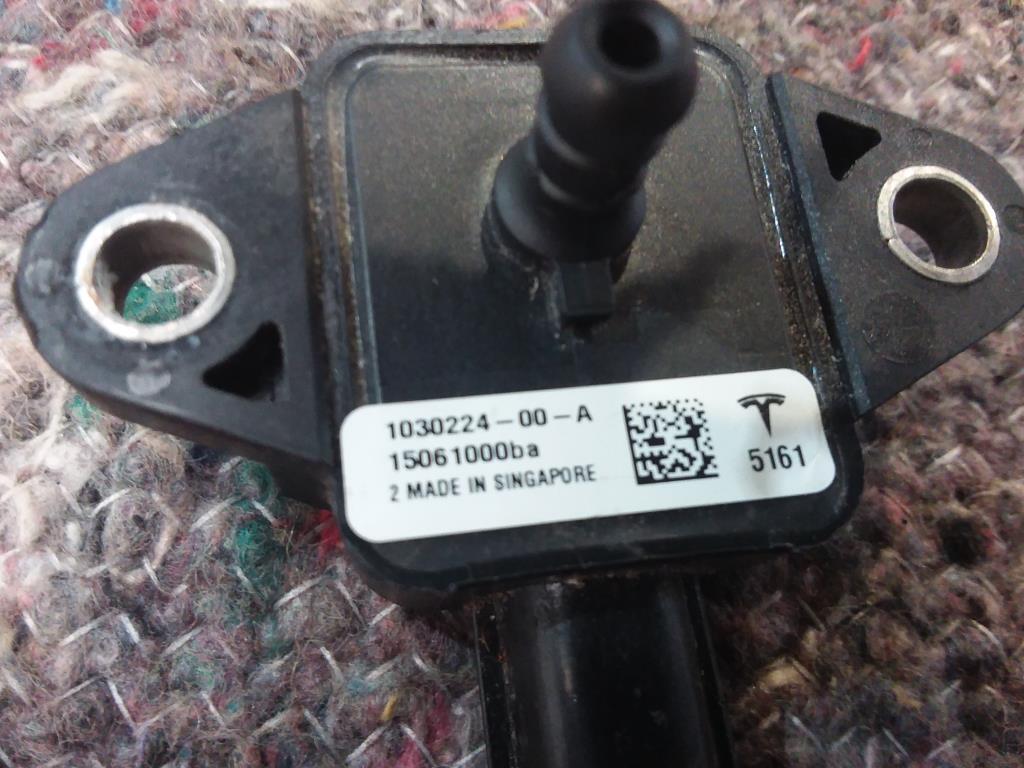 1030224-00-A
15061000ba
2 MADE IN SINGAPORE
5161